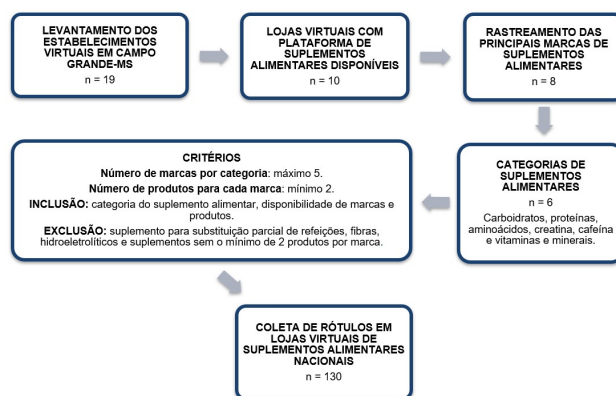 LEVANTAMENTO DOS
ESTABELECIMENTOS
VIRTUAIS EM CAMPO
GRANDE-MS
n = 19
LOJAS VIRTUAIS COM
PLATAFORMA DE
SUPLEMENTOS
ALIMENTARES DISPONÍVEIS
n = 10
RASTREAMENTO DAS
PRINCIPAIS MARCAS DE
SUPLEMENTOS
ALIMENTARES
n = 8
CATEGORIAS DE
SUPLEMENTOS
ALIMENTARES
n = 6
Carboidratos, proteínas,
aminoácidos, creatina, cafeína
e vitaminas e minerais.
CRITÉRIOS
Número de marcas por categoria: máximo 5.
Número de produtos para cada marca: mínimo 2.
INCLUSÃO: categoria do suplemento alimentar, disponibilidade de marcas e
produtos.
EXCLUSÃO: suplemento para substituição parcial de refeições, fibras,
hidroeletrolíticos e suplementos sem o mínimo de 2 produtos por marca.
COLETA DE RÓTULOS EM
LOJAS VIRTUAIS DE
SUPLEMENTOS ALIMENTARES
NACIONAIS
n = 130